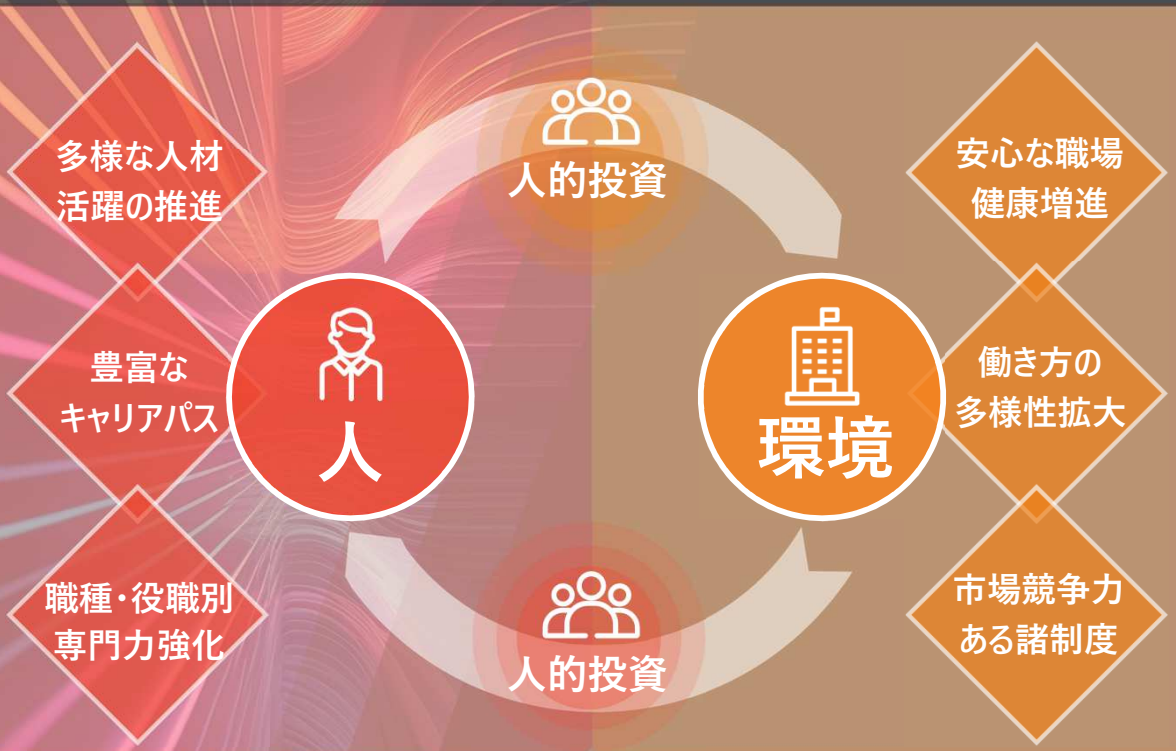 多様な人材
活躍の推進
豊富な
キャリアパス
職種・役職別
専門力強化
人的投資
人
環境
人的投資
安心な職場
健康増進
働き方の
多様性拡大
市場競争力
ある諸制度